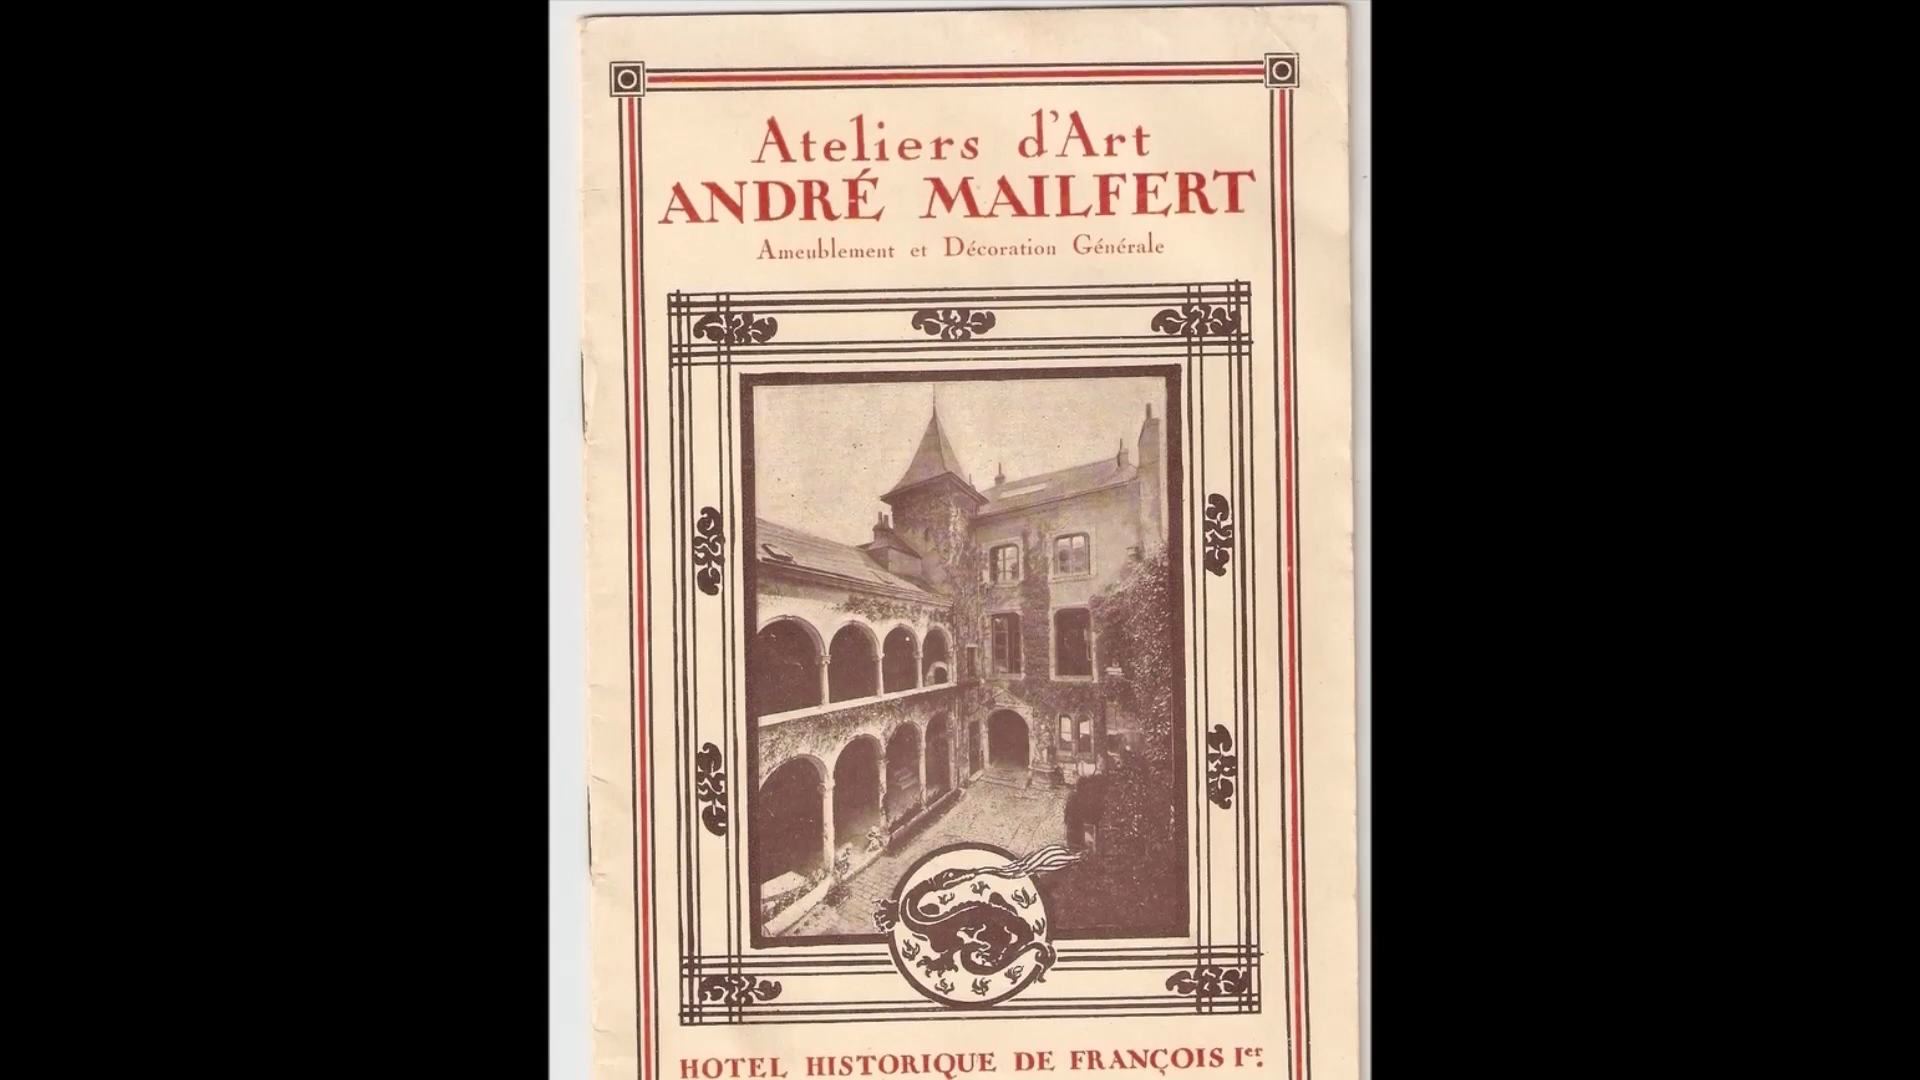 Ateliers d'Art
ANDRÉ MAILFERT
Ameublement et Décoration Générale
HOTEL HISTORIQUE DE FRANÇOIS Ier.